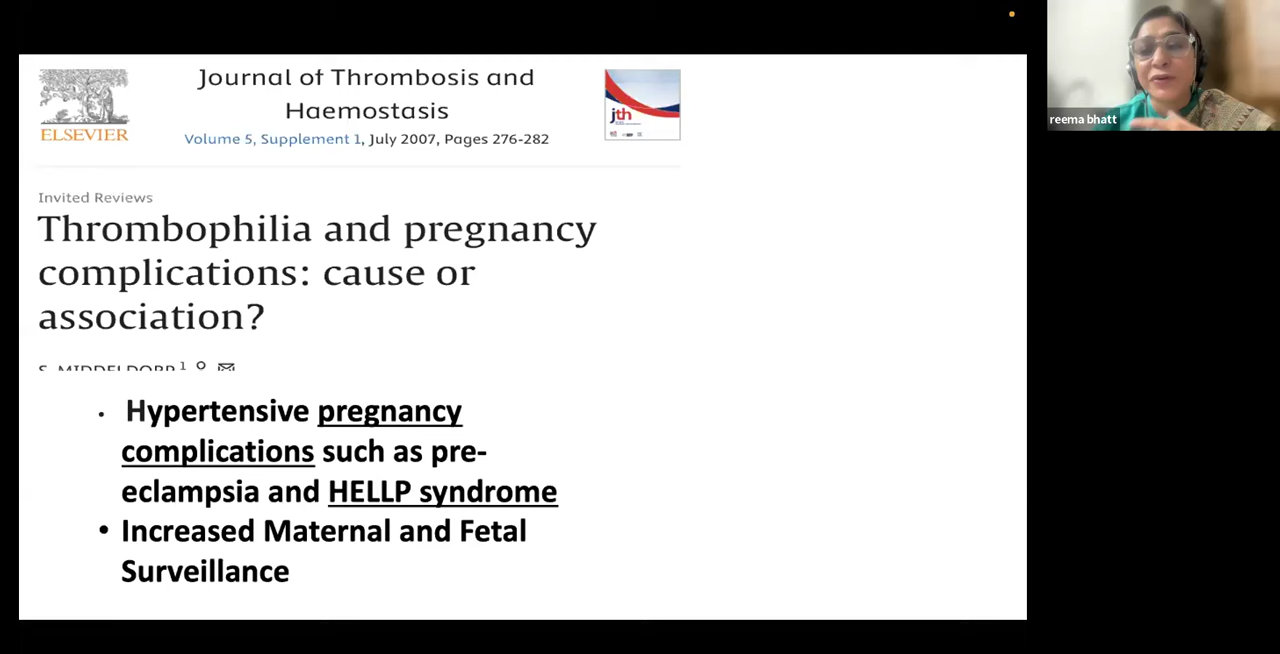 Journal of Thrombosis and
Haemostasis
ELSEVIER
Volume 5, Supplement 1, July 2007, Pages 276-282
jth
Invited Reviews
Thrombophilia and pregnancy
complications: cause or
association?
S. MIDDELDORP 1
• Hypertensive pregnancy
complications such as pre-
eclampsia and HELLP syndrome
• Increased Maternal and Fetal
Surveillance
reema bhatt